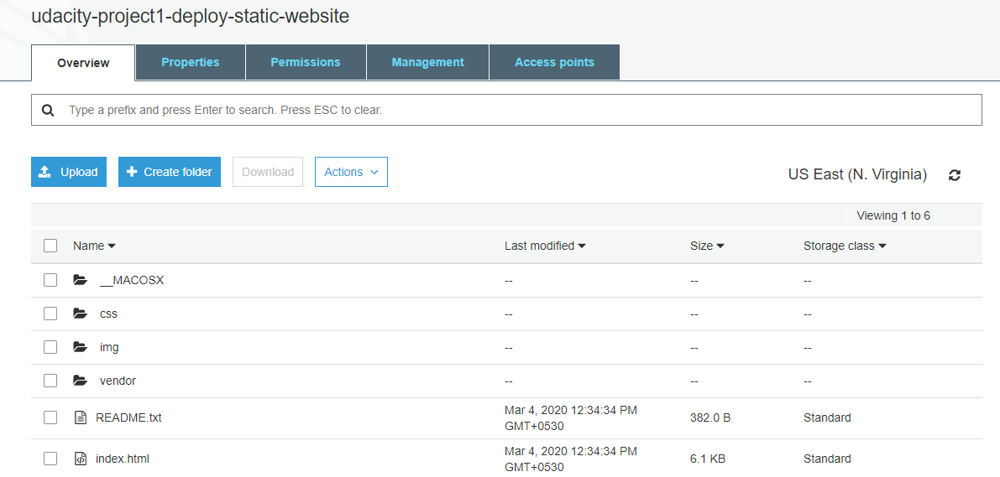 udacity-project1-deploy-static-website
Overview Properties Permissions Management Access points
Type a prefix and press Enter to search. Press ESC to clear.
Upload Create folder Download Actions US East (N. Virginia)
Viewing 1 to 6
Name Last modified Size Storage class
__MACOSX -- -- --
css -- -- --
img -- -- --
vendor -- -- --
README.txt Mar 4, 2020 12:34:34 PM 382.0 B Standard
GMT+0530
index.html Mar 4, 2020 12:34:34 PM 6.1 KB Standard
GMT+0530